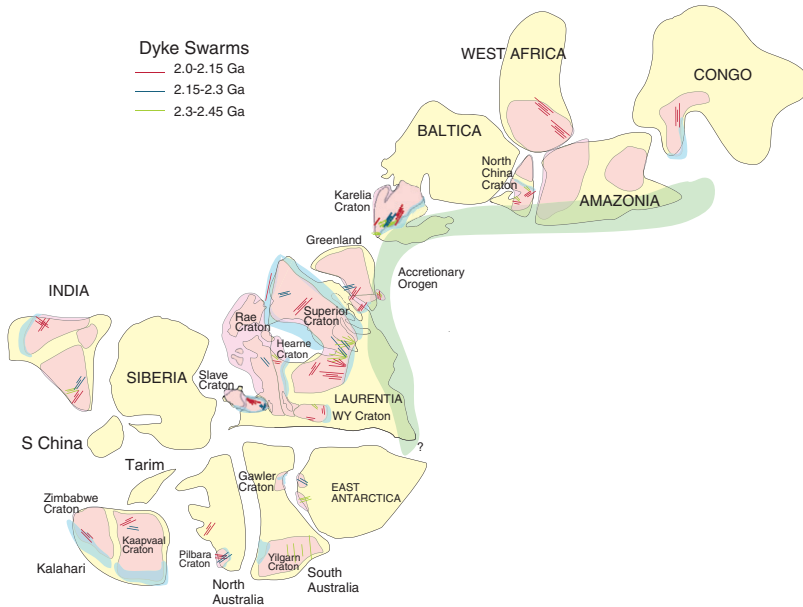 Dyke Swarms
2.0-2.15 Ga
2.15-2.3 Ga
2.3-2.45 Ga
WEST AFRICA
CONGO
BALTICA
North
China
Craton
AMAZONIA
Karelia
Craton
Greenland
Accretionary
Orogen
INDIA
Rae
Craton
Superior
Craton
Hearne
Craton
Slave
Craton
SIBERIA
LAURENTIA
WY Craton
S China
?
Tarim
Gawler
Craton
EAST
ANTARCTICA
Zimbabwe
Craton
Kaapvaal
Craton
Kalahari
Pilbara
Craton
North
Australia
Yilgarn
Craton
South
Australia